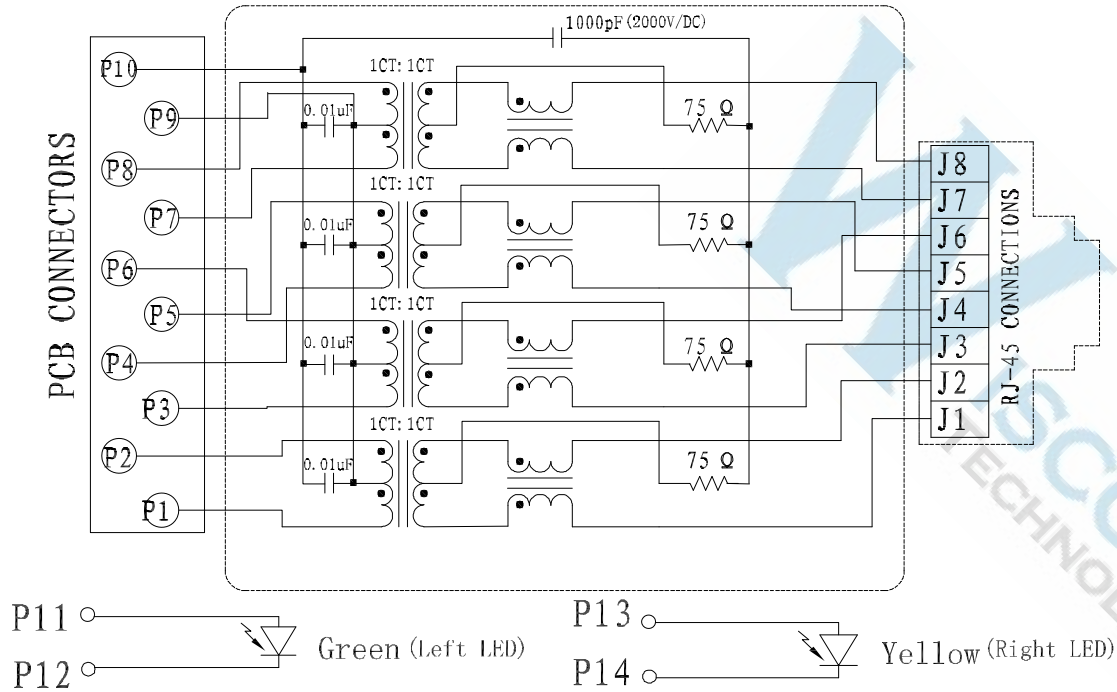 1000pF(2000V/DC)
PCB CONNECTORS
P10
P9
P8
P7
P6
P5
P4
P3
P2
P1
1CT:1CT
0.01uF
75 Ω
1CT:1CT
0.01uF
75 Ω
1CT:1CT
0.01uF
75 Ω
1CT:1CT
0.01uF
75 Ω
J8
J7
J6
J5
J4
J3
J2
J1
RJ-45 CONNECTIONS
P11
P12
Green (Left LED)
P13
P14
Yellow (Right LED)